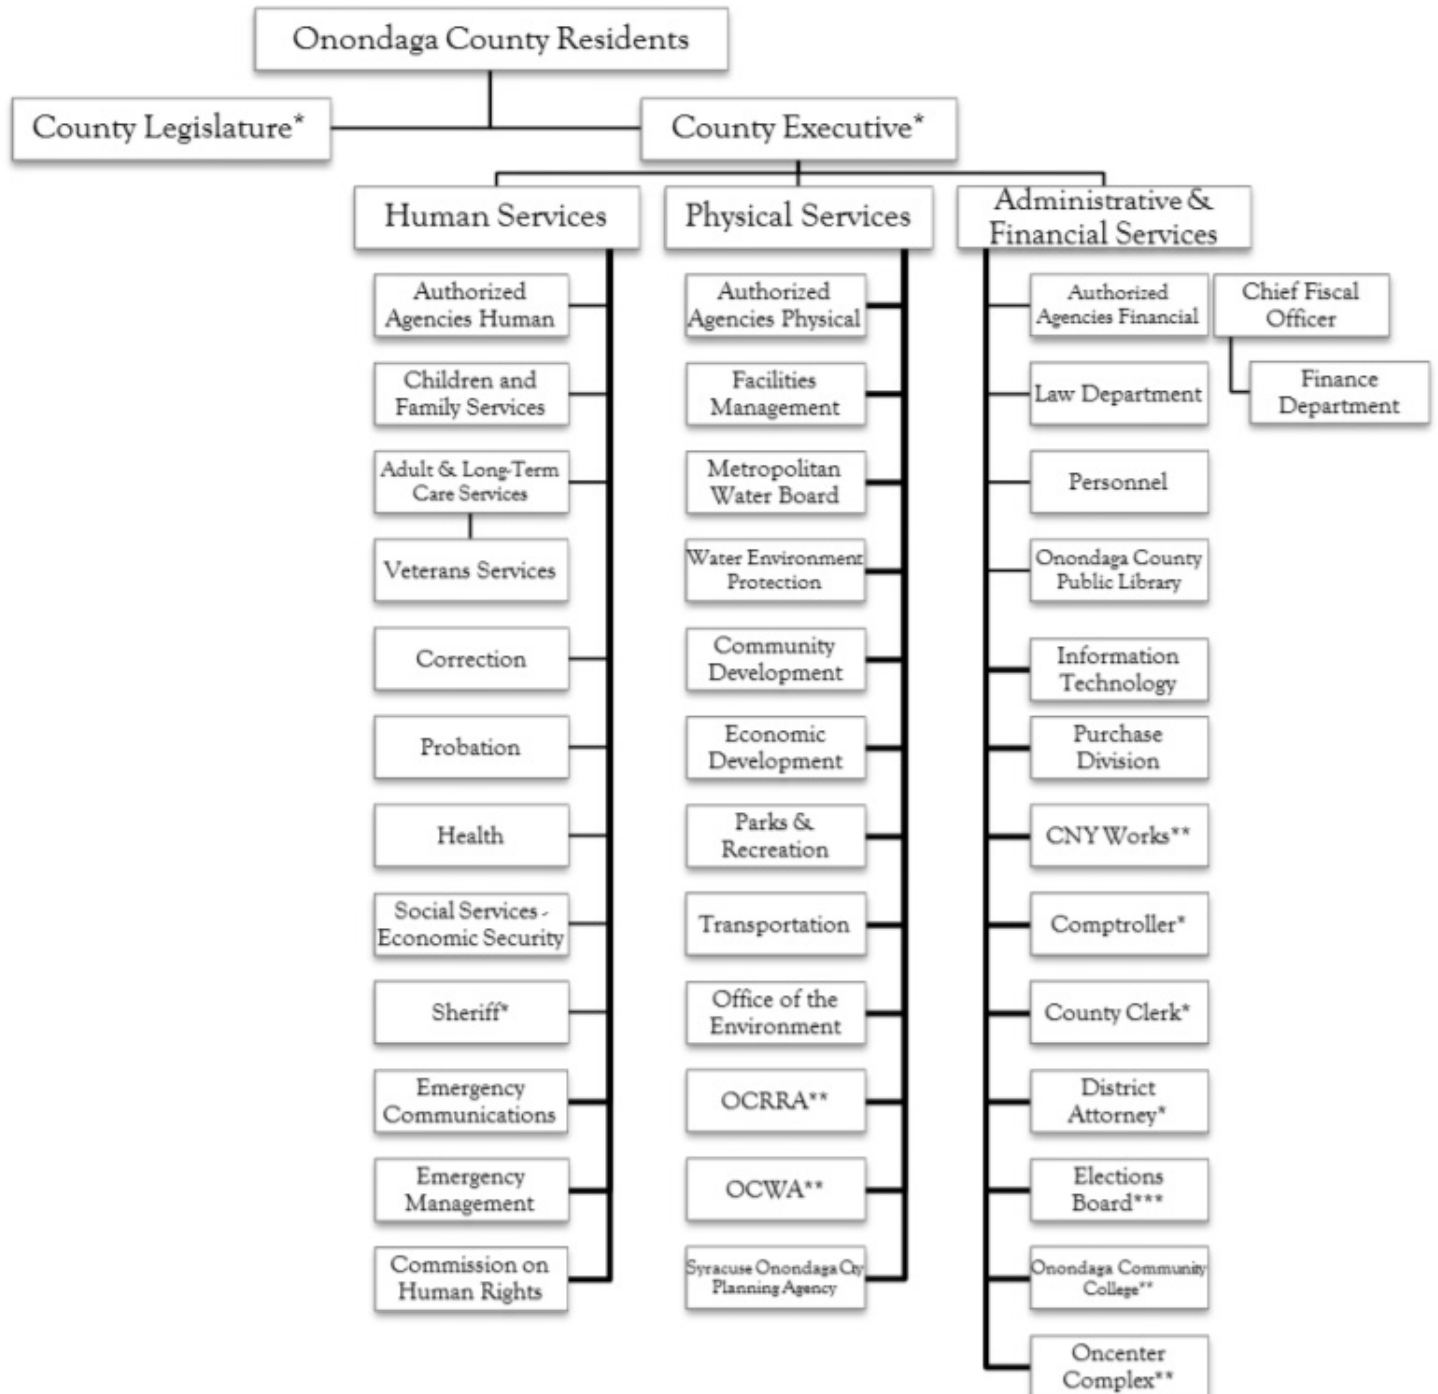 Onondaga County Residents
County Legislature*
County Executive*
Human Services
Physical Services
Administrative &
Financial Services
Authorized
Agencies Human
Children and
Family Services
Adult & Long-Term
Care Services
Veterans Services
Correction
Probation
Health
Social Services -
Economic Security
Sheriff*
Emergency
Communications
Emergency
Management
Commission on
Human Rights
Authorized
Agencies Physical
Facilities
Management
Metropolitan
Water Board
Water Environment
Protection
Community
Development
Economic
Development
Parks &
Recreation
Transportation
Office of the
Environment
OCRRA**
OCWA**
Syracuse Onondaga Cty
Planning Agency
Authorized
Agencies Financial
Law Department
Personnel
Onondaga County
Public Library
Information
Technology
Purchase
Division
CNY Works**
Comptroller*
County Clerk*
District
Attorney*
Elections
Board***
Onondaga Community
College**
Oncenter
Complex**
Chief Fiscal
Officer
Finance
Department